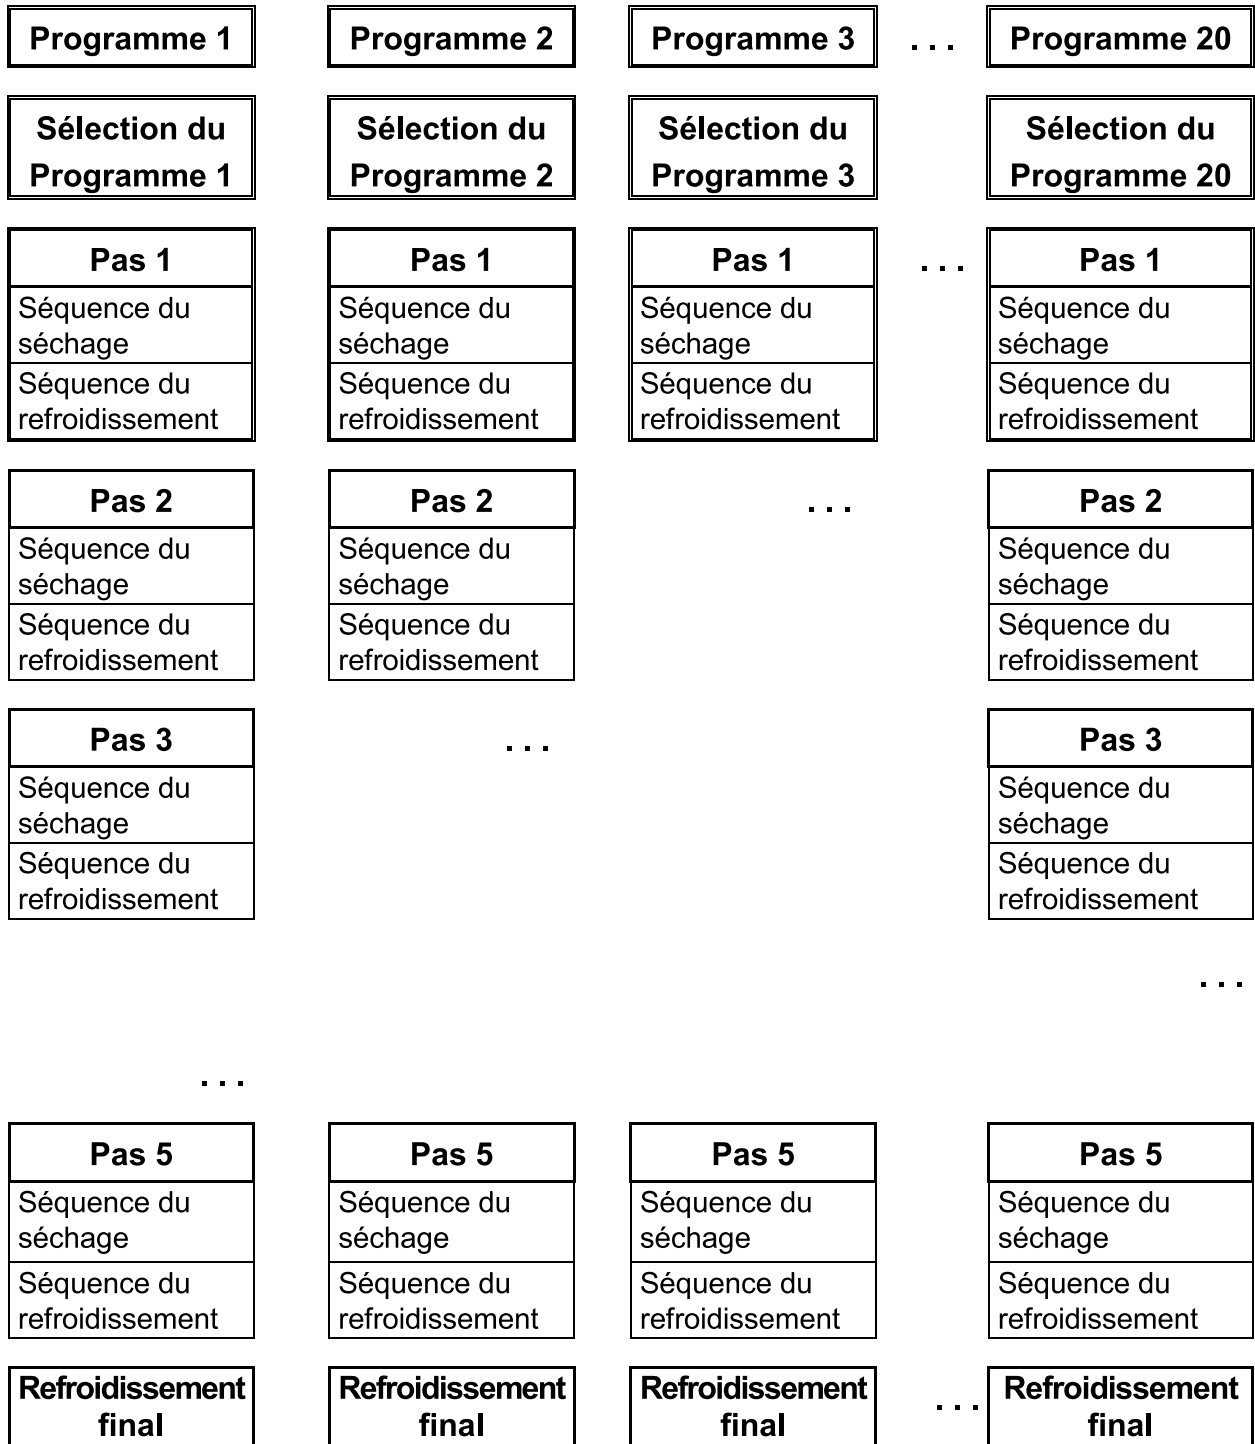 Programme 1 Programme 2 Programme 3 . . . Programme 20
Sélection du Sélection du Sélection du Sélection du
Programme 1 Programme 2 Programme 3 Programme 20
Pas 1 Pas 1 Pas 1 . . . Pas 1
Séquence du Séquence du Séquence du Séquence du
séchage séchage séchage séchage
Séquence du Séquence du Séquence du Séquence du
refroidissement refroidissement refroidissement refroidissement
Pas 2 Pas 2 . . . Pas 2
Séquence du Séquence du Séquence du
séchage séchage séchage
Séquence du Séquence du Séquence du
refroidissement refroidissement refroidissement
Pas 3 . . . Pas 3
Séquence du Séquence du
séchage séchage
Séquence du Séquence du
refroidissement refroidissement
. . .
. . .
Pas 5 Pas 5 Pas 5 Pas 5
Séquence du Séquence du Séquence du Séquence du
séchage séchage séchage séchage
Séquence du Séquence du Séquence du Séquence du
refroidissement refroidissement refroidissement refroidissement
Refroidissement Refroidissement Refroidissement . . . Refroidissement
final final final final